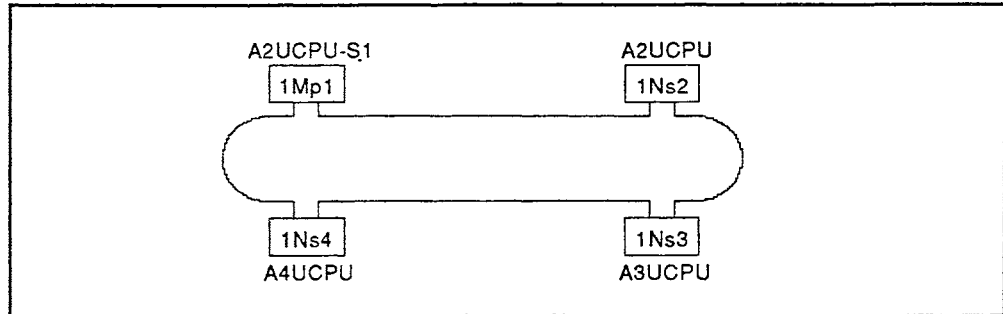 A2UCPU-S1 A2UCPU
1Mp1 1Ns2
1Ns4 1Ns3
A4UCPU A3UCPU